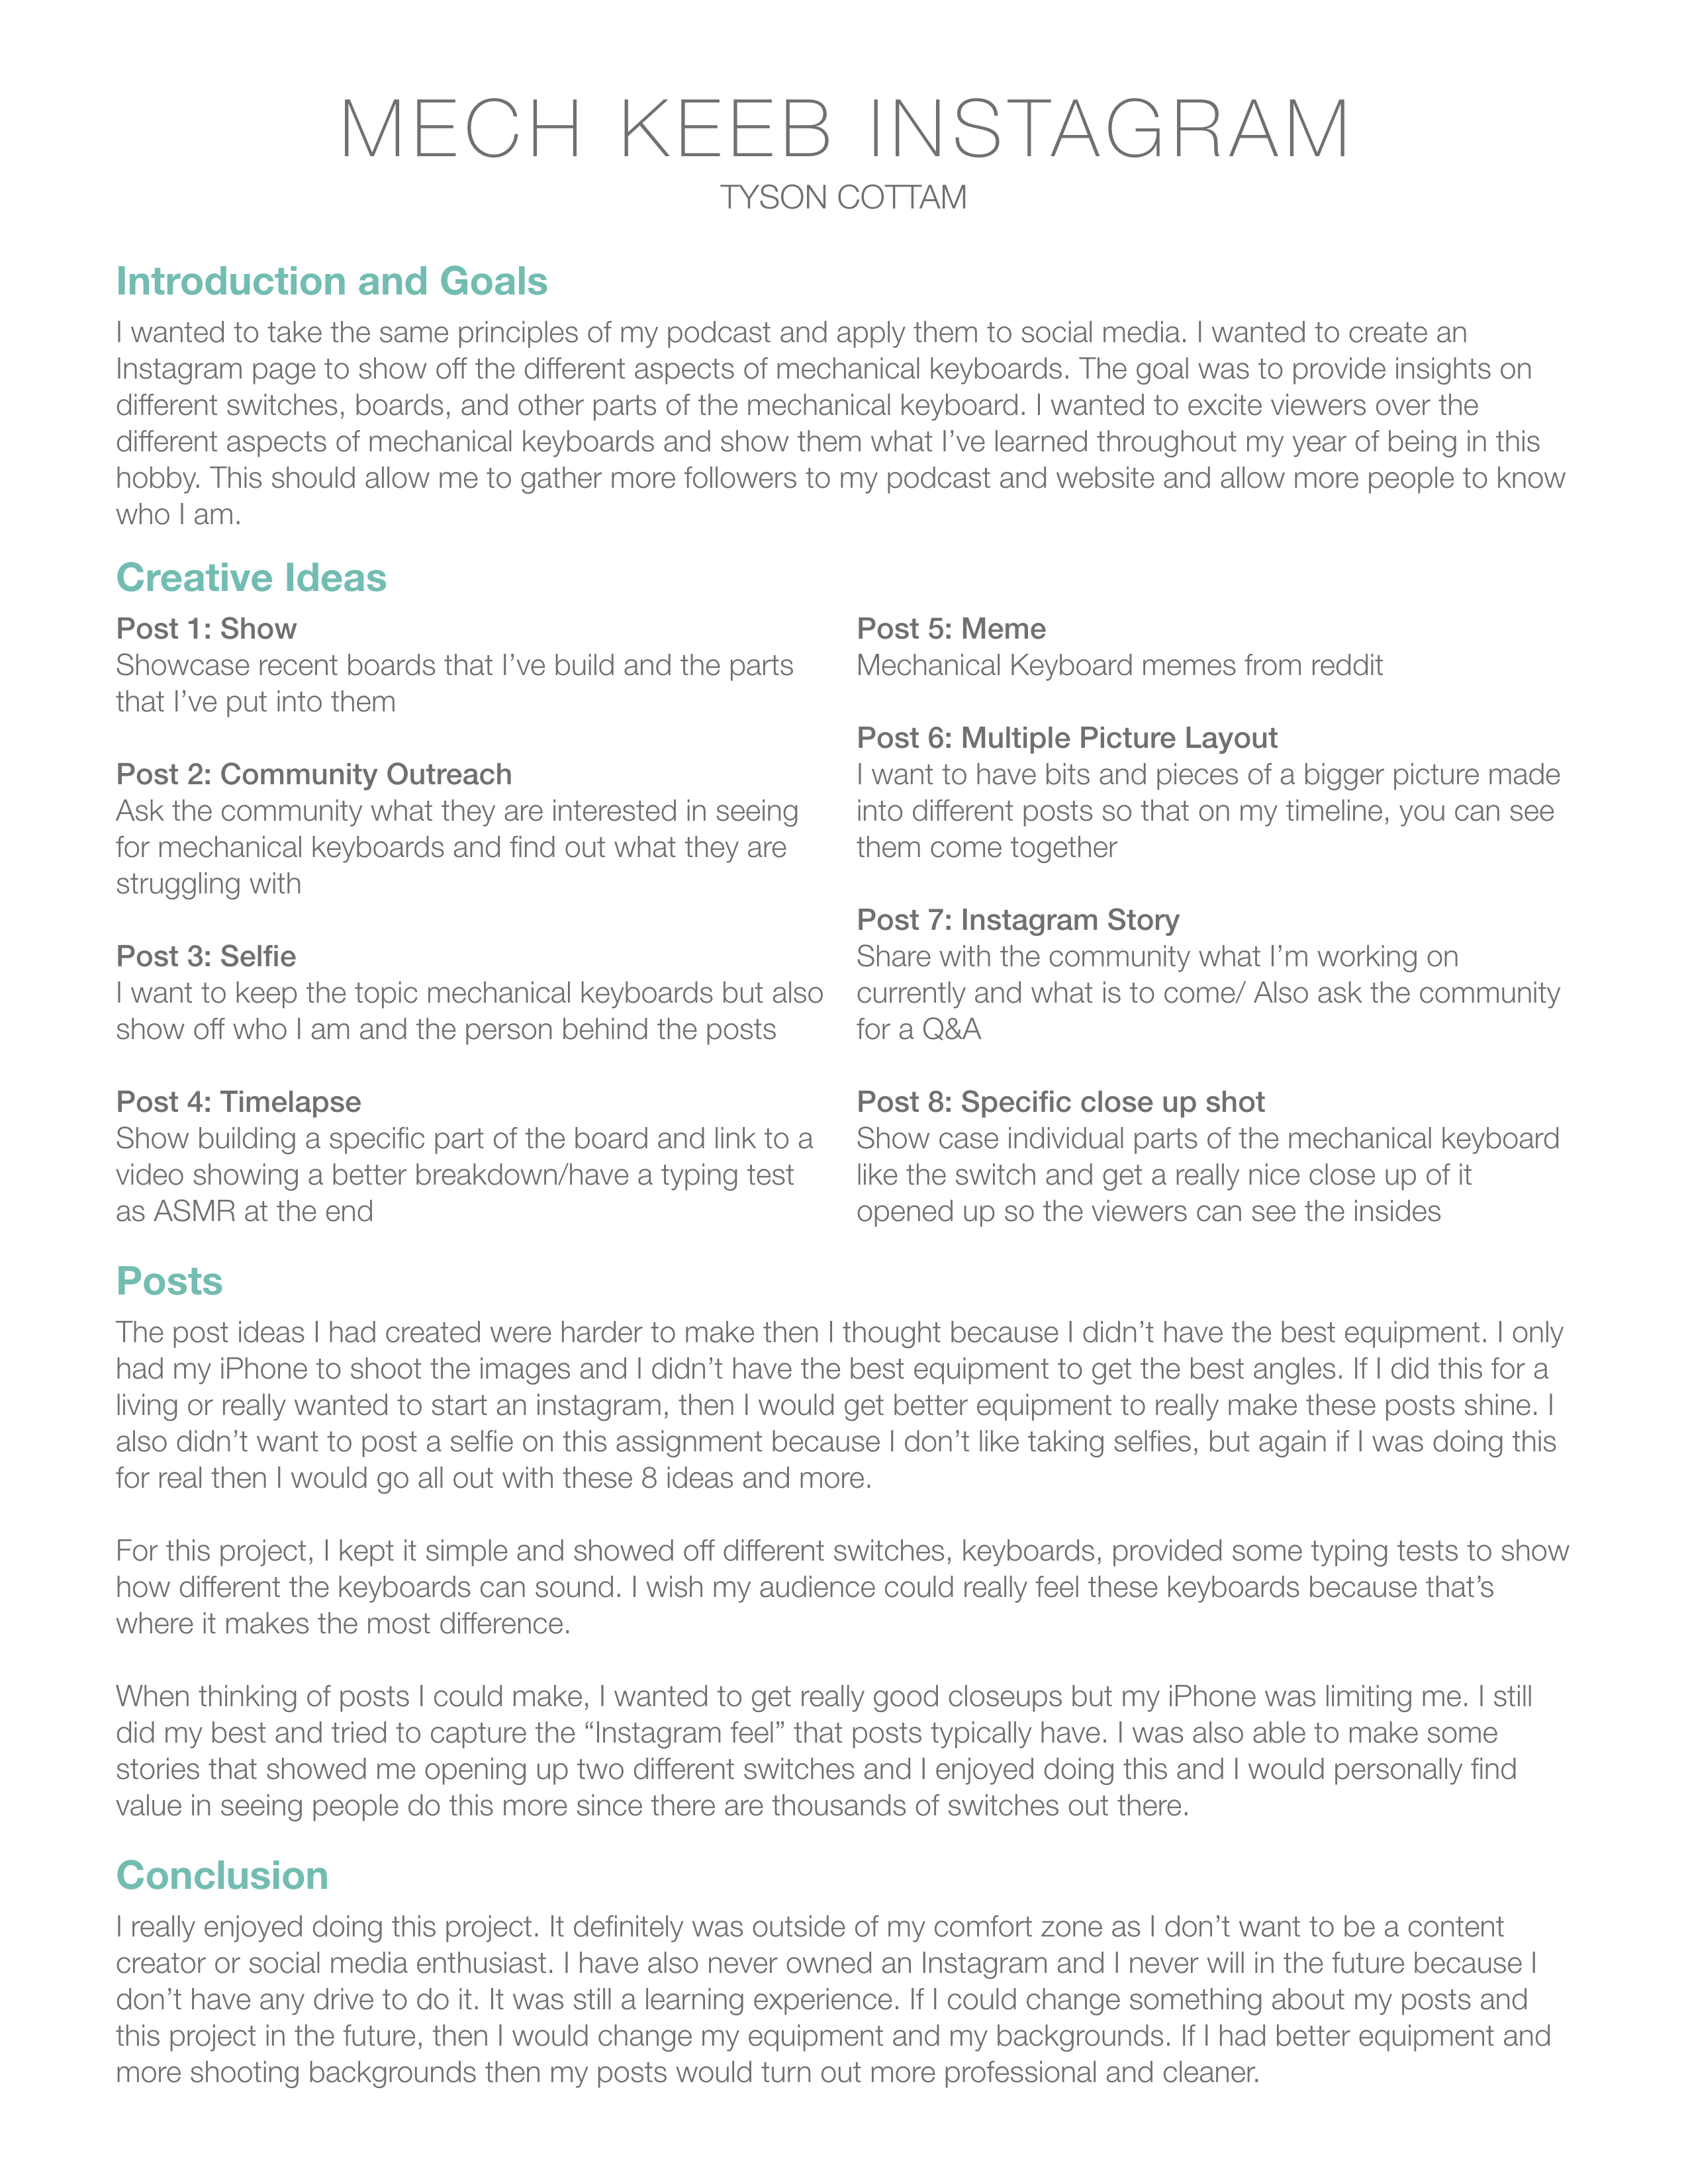 MECH KEEB INSTAGRAM
TYSON COTTAM
Introduction and Goals
I wanted to take the same principles of my podcast and apply them to social media. I wanted to create an
Instagram page to show off the different aspects of mechanical keyboards. The goal was to provide insights on
different switches, boards, and other parts of the mechanical keyboard. I wanted to excite viewers over the
different aspects of mechanical keyboards and show them what I’ve learned throughout my year of being in this
hobby. This should allow me to gather more followers to my podcast and website and allow more people to know
who I am.
Creative Ideas
Post 1: Show
Showcase recent boards that I’ve build and the parts
that I’ve put into them
Post 2: Community Outreach
Ask the community what they are interested in seeing
for mechanical keyboards and find out what they are
struggling with
Post 3: Selfie
I want to keep the topic mechanical keyboards but also
show off who I am and the person behind the posts
Post 4: Timelapse
Show building a specific part of the board and link to a
video showing a better breakdown/have a typing test
as ASMR at the end
Post 5: Meme
Mechanical Keyboard memes from reddit
Post 6: Multiple Picture Layout
I want to have bits and pieces of a bigger picture made
into different posts so that on my timeline, you can see
them come together
Post 7: Instagram Story
Share with the community what I’m working on
currently and what is to come/ Also ask the community
for a Q&A
Post 8: Specific close up shot
Show case individual parts of the mechanical keyboard
like the switch and get a really nice close up of it
opened up so the viewers can see the insides
Posts
The post ideas I had created were harder to make then I thought because I didn’t have the best equipment. I only
had my iPhone to shoot the images and I didn’t have the best equipment to get the best angles. If I did this for a
living or really wanted to start an instagram, then I would get better equipment to really make these posts shine. I
also didn’t want to post a selfie on this assignment because I don’t like taking selfies, but again if I was doing this
for real then I would go all out with these 8 ideas and more.
For this project, I kept it simple and showed off different switches, keyboards, provided some typing tests to show
how different the keyboards can sound. I wish my audience could really feel these keyboards because that’s
where it makes the most difference.
When thinking of posts I could make, I wanted to get really good closeups but my iPhone was limiting me. I still
did my best and tried to capture the “Instagram feel” that posts typically have. I was also able to make some
stories that showed me opening up two different switches and I enjoyed doing this and I would personally find
value in seeing people do this more since there are thousands of switches out there.
Conclusion
I really enjoyed doing this project. It definitely was outside of my comfort zone as I don’t want to be a content
creator or social media enthusiast. I have also never owned an Instagram and I never will in the future because I
don’t have any drive to do it. It was still a learning experience. If I could change something about my posts and
this project in the future, then I would change my equipment and my backgrounds. If I had better equipment and
more shooting backgrounds then my posts would turn out more professional and cleaner.